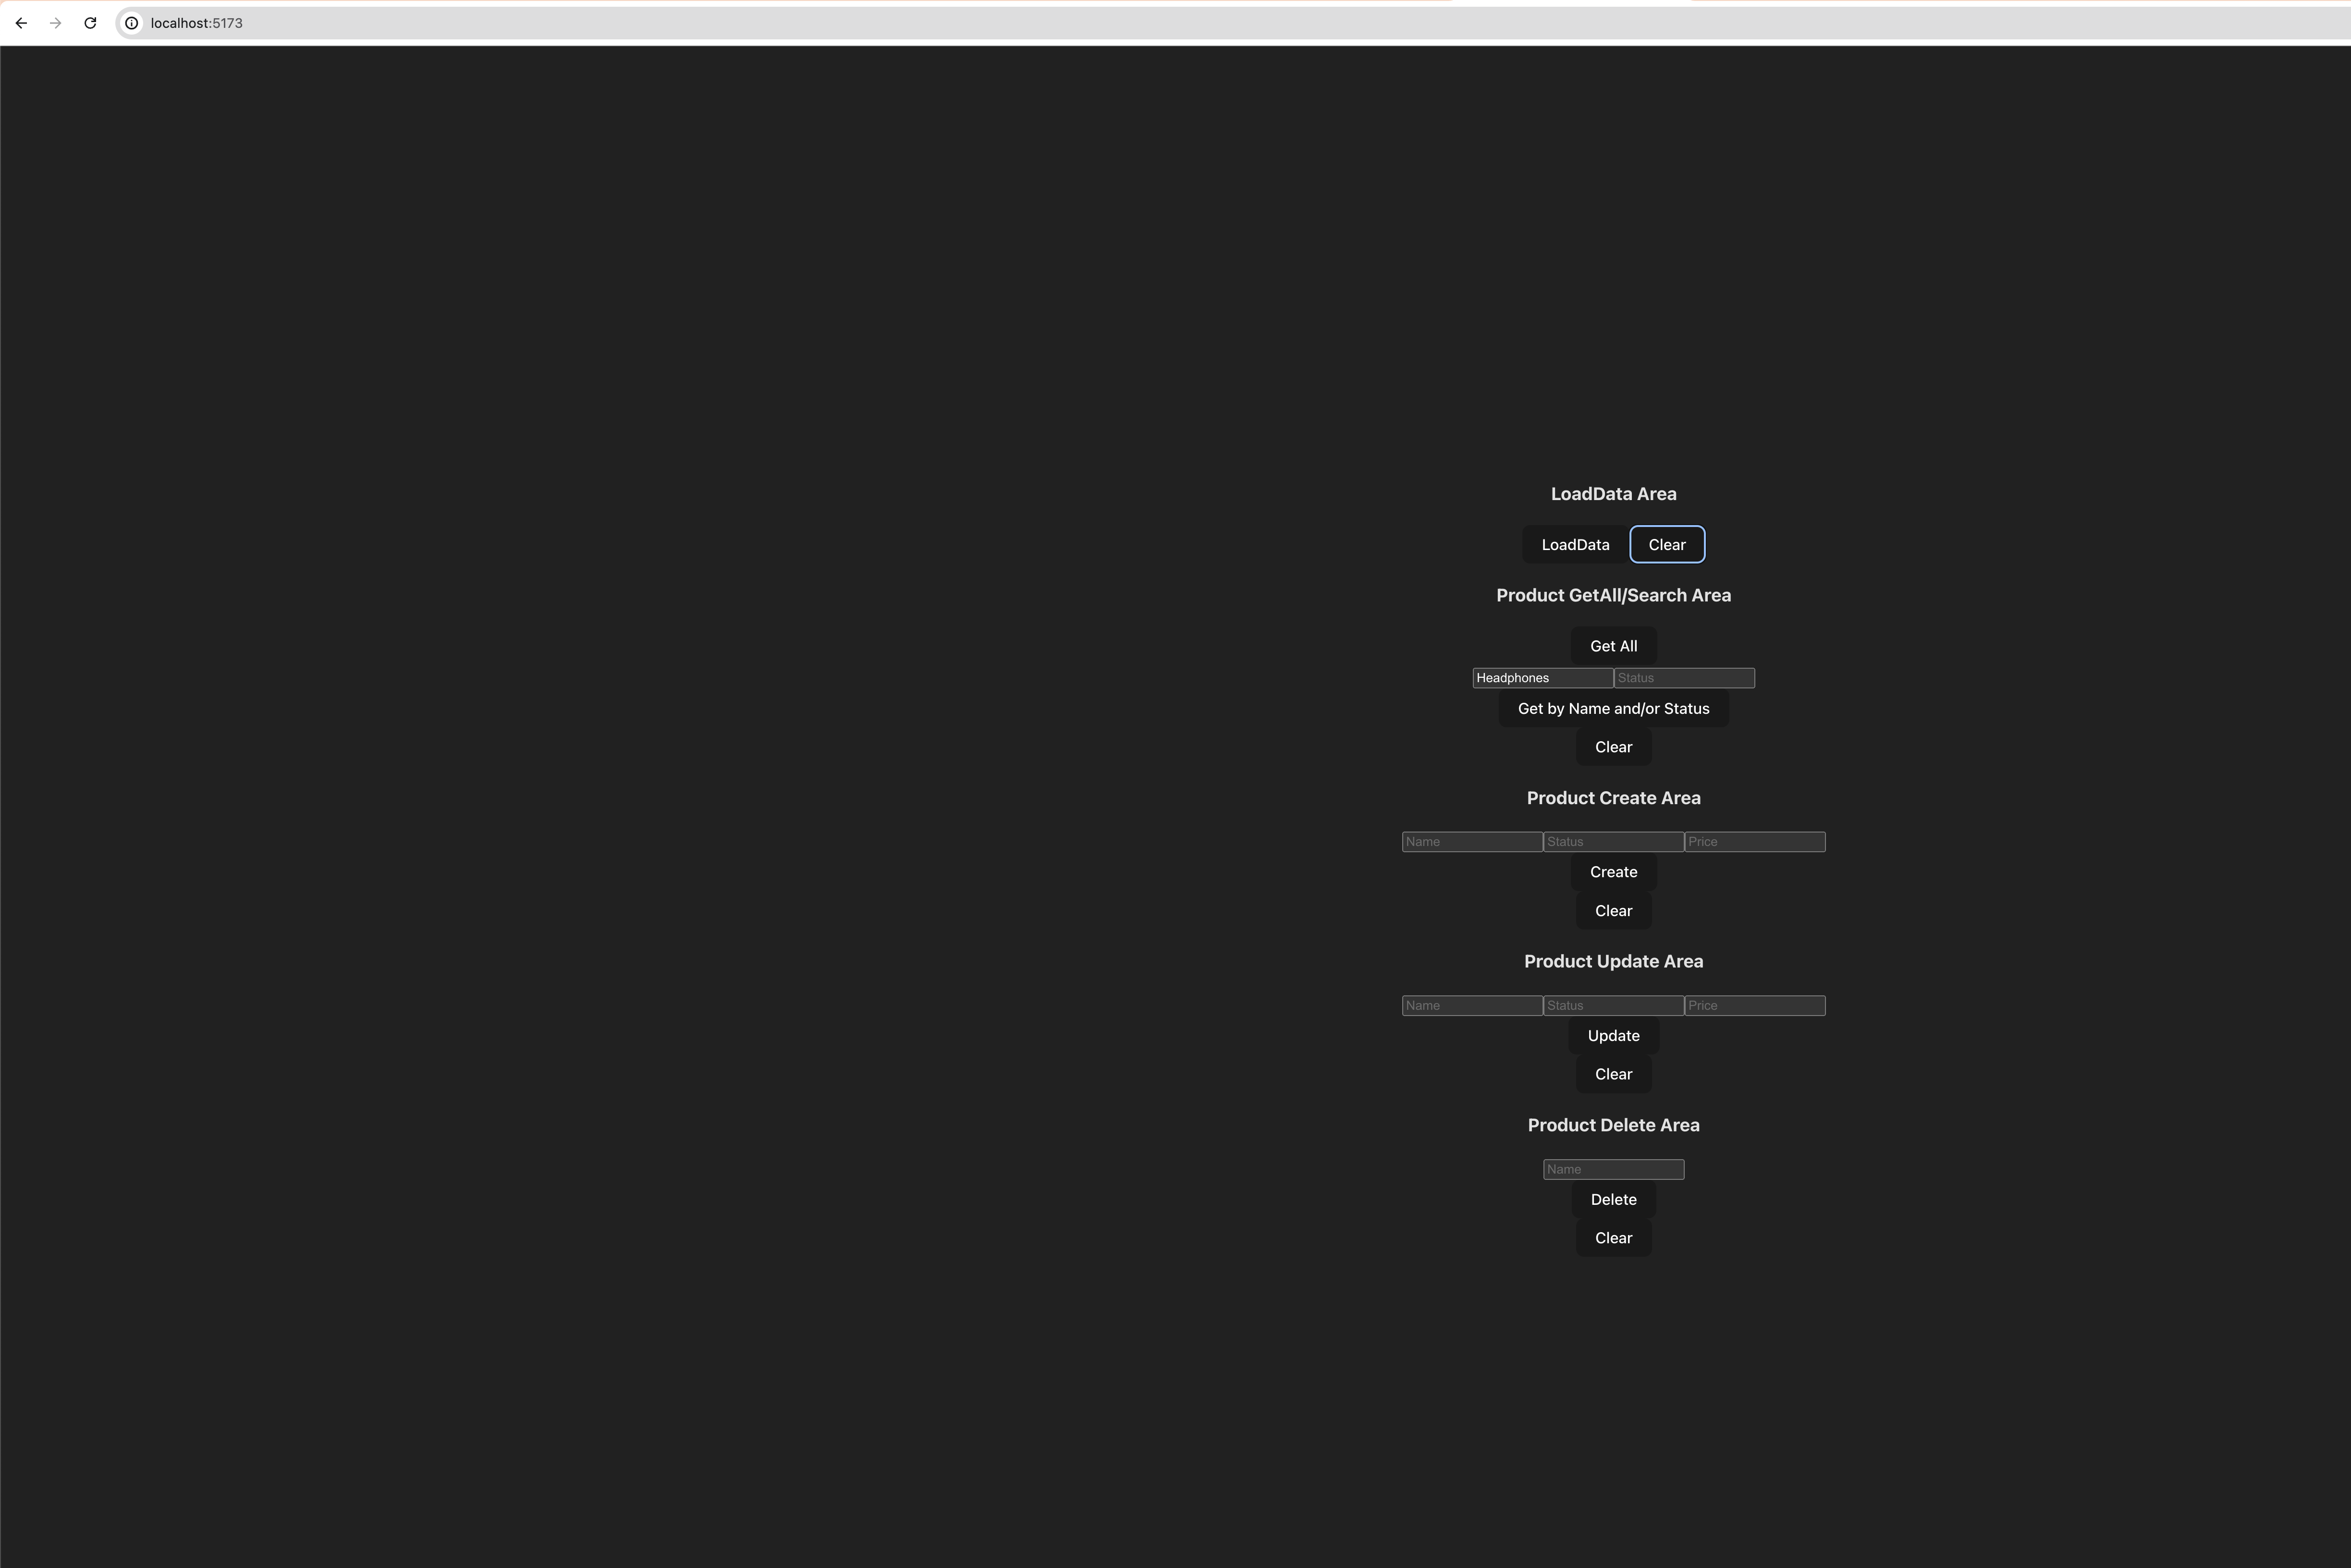 localhost:5173
LoadData Area
LoadData Clear
Product GetAll/Search Area
Get All
Headphones Status
Get by Name and/or Status
Clear
Product Create Area
Name Status Price
Create
Clear
Product Update Area
Name Status Price
Update
Clear
Product Delete Area
Name
Delete
Clear